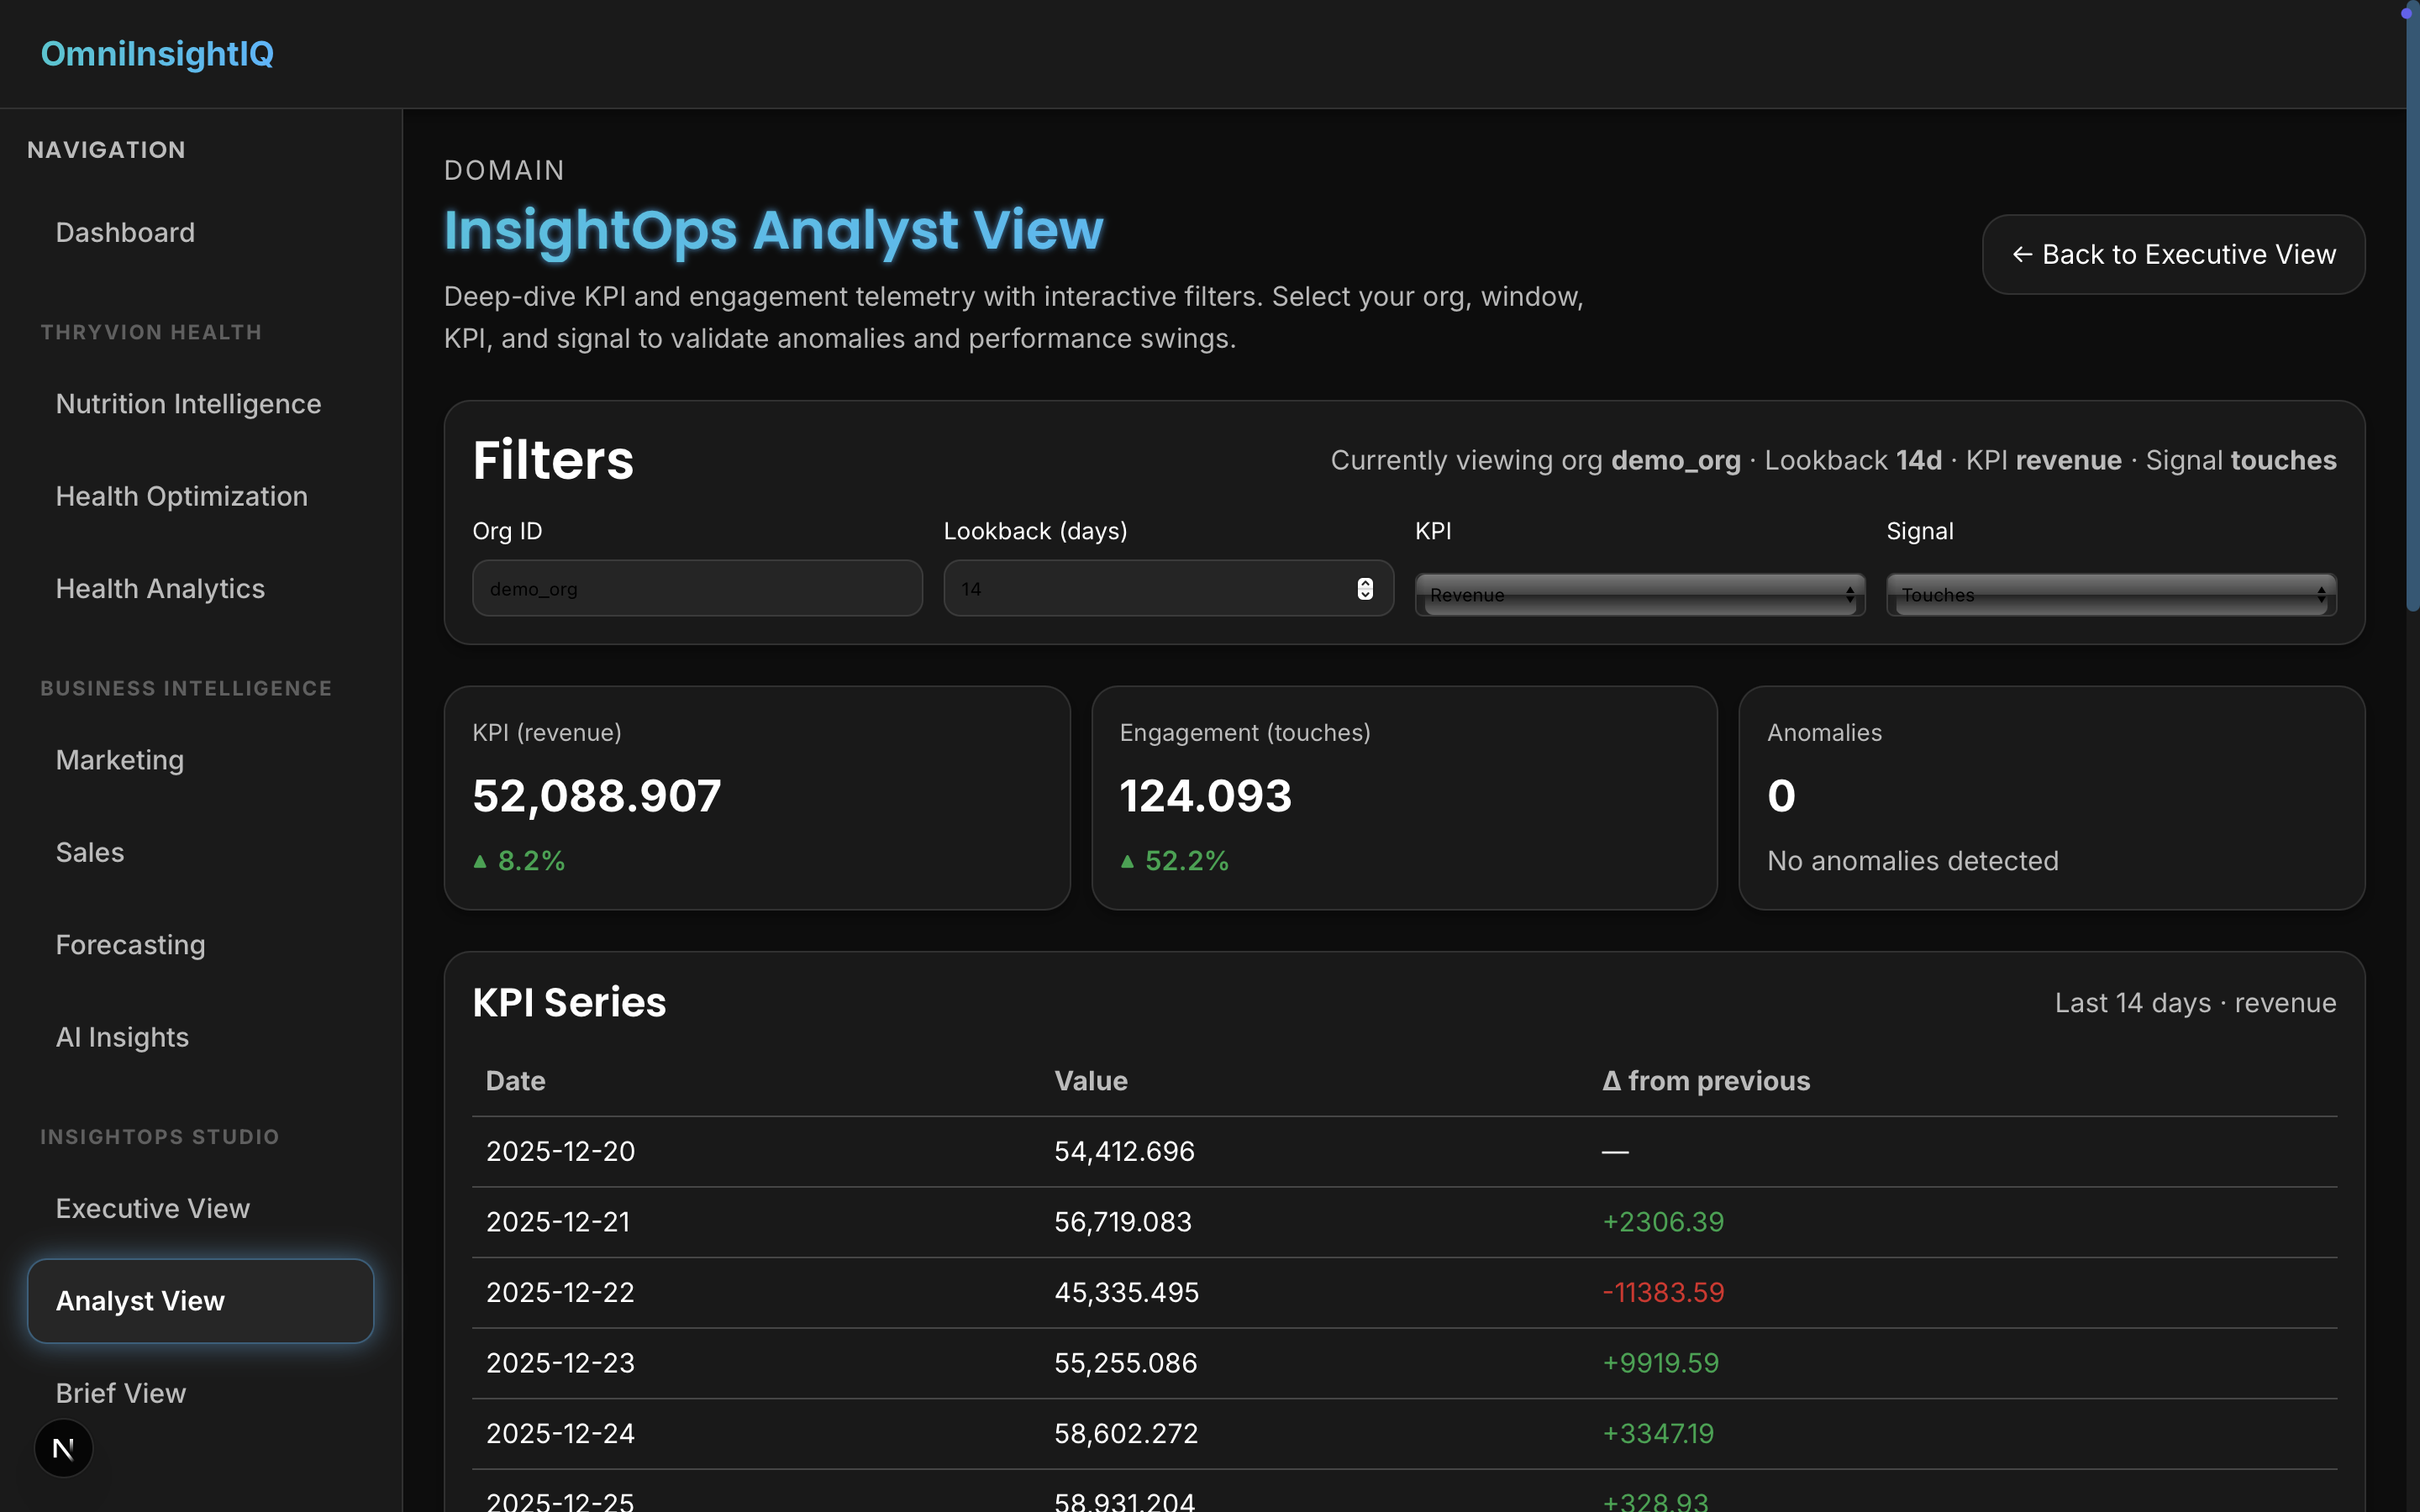 OmniInsightIQ
NAVIGATION
Dashboard
THRYVION HEALTH
Nutrition Intelligence
Health Optimization
Health Analytics
BUSINESS INTELLIGENCE
Marketing
Sales
Forecasting
AI Insights
INSIGHTOPS STUDIO
Executive View
Analyst View
Brief View
N
DOMAIN
InsightOps Analyst View
Deep-dive KPI and engagement telemetry with interactive filters. Select your org, window,
KPI, and signal to validate anomalies and performance swings.
← Back to Executive View
Filters
Currently viewing org demo_org · Lookback 14d · KPI revenue · Signal touches
Org ID Lookback (days) KPI Signal
demo_org 14 Revenue Touches
KPI (revenue)
52,088.907
▲ 8.2%
Engagement (touches)
124.093
▲ 52.2%
Anomalies
0
No anomalies detected
KPI Series
Last 14 days · revenue
Date Value Δ from previous
2025-12-20 54,412.696 —
2025-12-21 56,719.083 +2306.39
2025-12-22 45,335.495 -11383.59
2025-12-23 55,255.086 +9919.59
2025-12-24 58,602.272 +3347.19
2025-12-25 58,931.204 +328.93